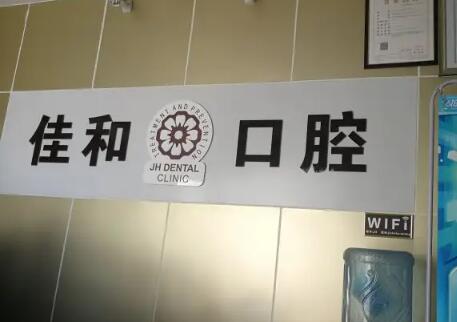 佳和 口腔
TREATMENT AND PREVENTION
JH DENTAL
CLINIC
WIFi